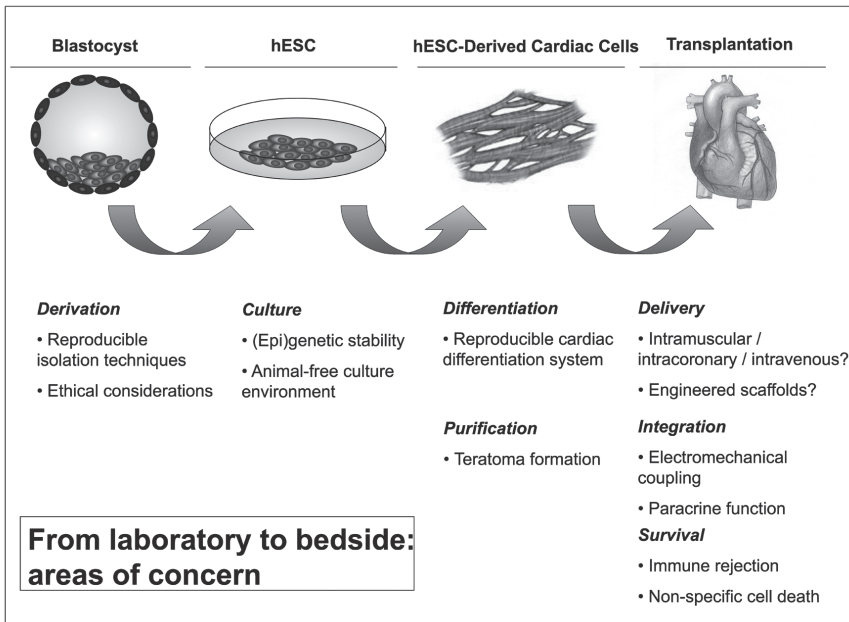 Blastocyst
hESC
hESC-Derived Cardiac Cells
Transplantation
Derivation
• Reproducible
isolation techniques
• Ethical considerations
Culture
• (Epi)genetic stability
• Animal-free culture
environment
Differentiation
• Reproducible cardiac
differentiation system
Purification
• Teratoma formation
Delivery
• Intramuscular /
intracoronary / intravenous?
• Engineered scaffolds?
Integration
• Electromechanical
coupling
• Paracrine function
Survival
• Immune rejection
• Non-specific cell death
From laboratory to bedside:
areas of concern